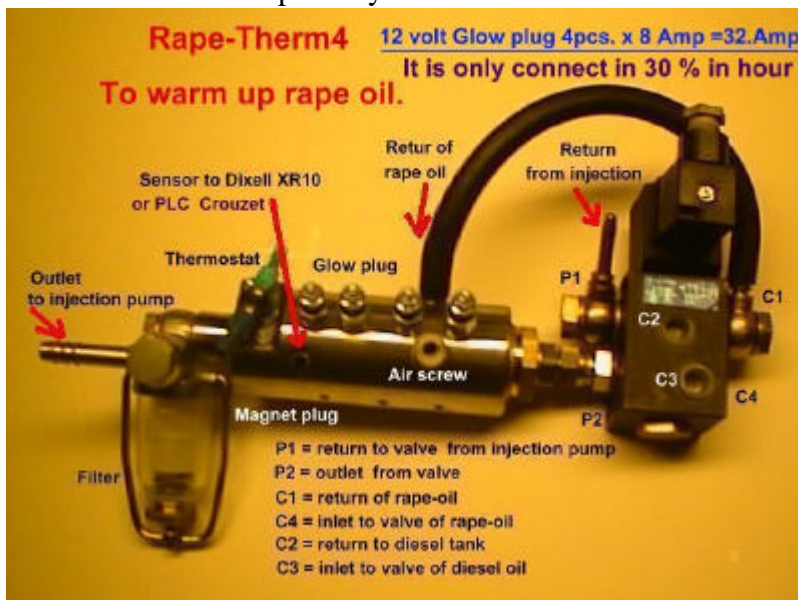 Rape-Therm4
12 volt Glow plug 4pcs. x 8 Amp =32.Amp
It is only connect in 30 % in hour
To warm up rape oil.
Retur of
rape oil
Return
from injection
Sensor to Dixell XR10
or PLC Crouzet
Thermostat
Glow plug
Outlet
to injection pump
P1
C1
C2
Air screw
C3
C4
Magnet plug
P2
Filter
P1 = return to valve from injection pump
P2 = outlet from valve
C1 = return of rape-oil
C4 = inlet to valve of rape-oil
C2 = return to diesel tank
C3 = inlet to valve of diesel oil